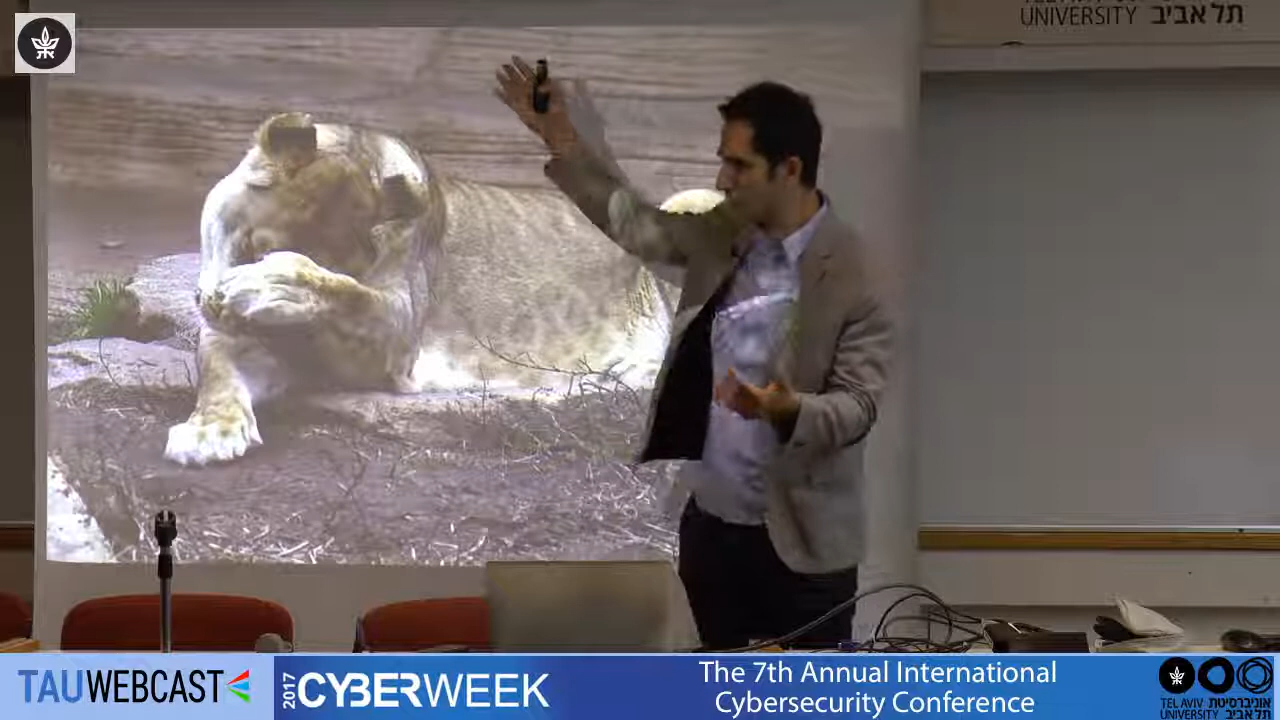 UNIVERSITY תל אביב
TAUWEBCAST
2017 CYBERWEEK
The 7th Annual International
Cybersecurity Conference
TEL AVIV אוניברסיטת
UNIVERSITY תל אביב